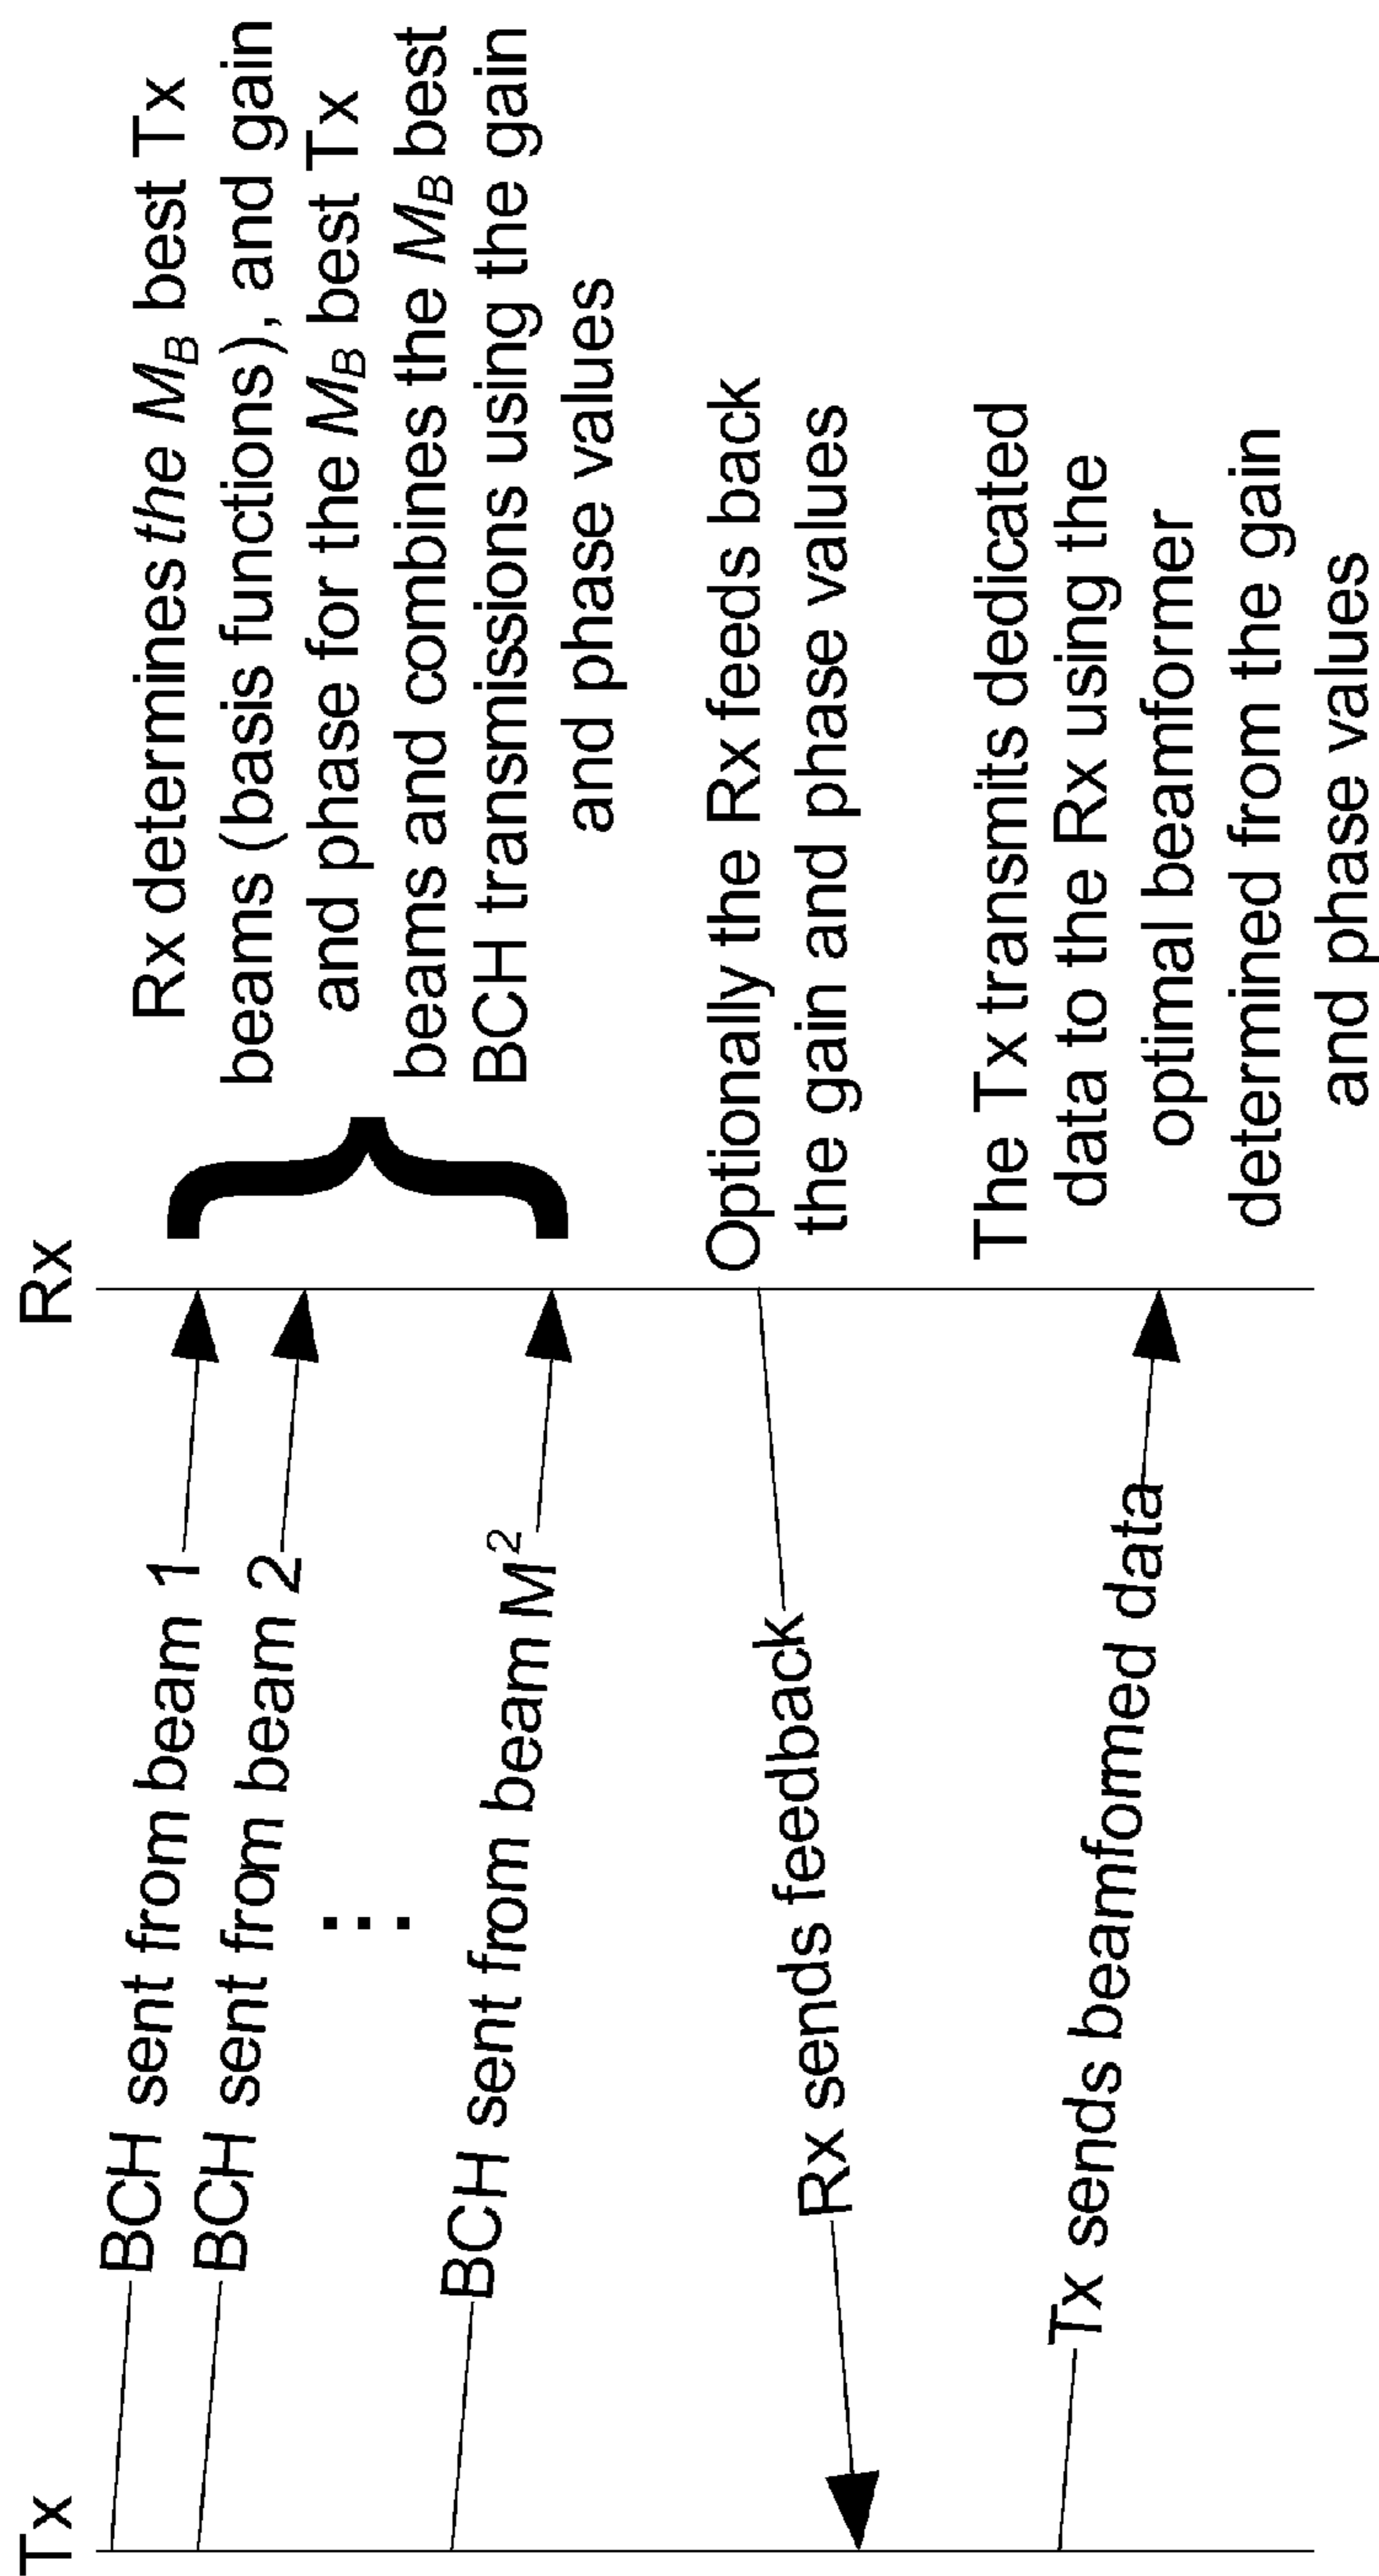 Tx
Rx
BCH sent from beam 1
BCH sent from beam 2
⋮
BCH sent from beam M²
Rx determines the M_B best Tx
beams (basis functions), and gain
and phase for the M_B best Tx
beams and combines the M_B best
BCH transmissions using the gain
and phase values
Rx sends feedback
Optionally the Rx feeds back
the gain and phase values
Tx sends beamformed data
The Tx transmits dedicated
data to the Rx using the
optimal beamformer
determined from the gain
and phase values